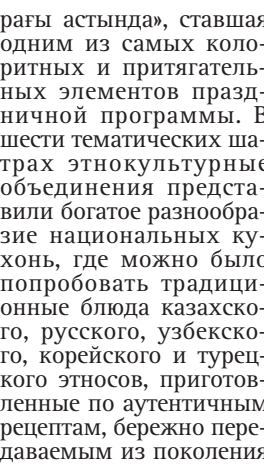 рағы астында», ставшая
одним из самых коло-
ритных и притягатель-
ных элементов празд-
ничной программы. В
шести тематических ша-
трах этнокультурные
объединения предста-
вили богатое разнообра-
зие национальных ку-
хонь, где можно было
попробовать традици-
онные блюда казахско-
го, русского, узбекско-
го, корейского и турец-
кого этносов, приготов-
ленные по аутентичным
рецептам, бережно пере-
даваемым из поколения